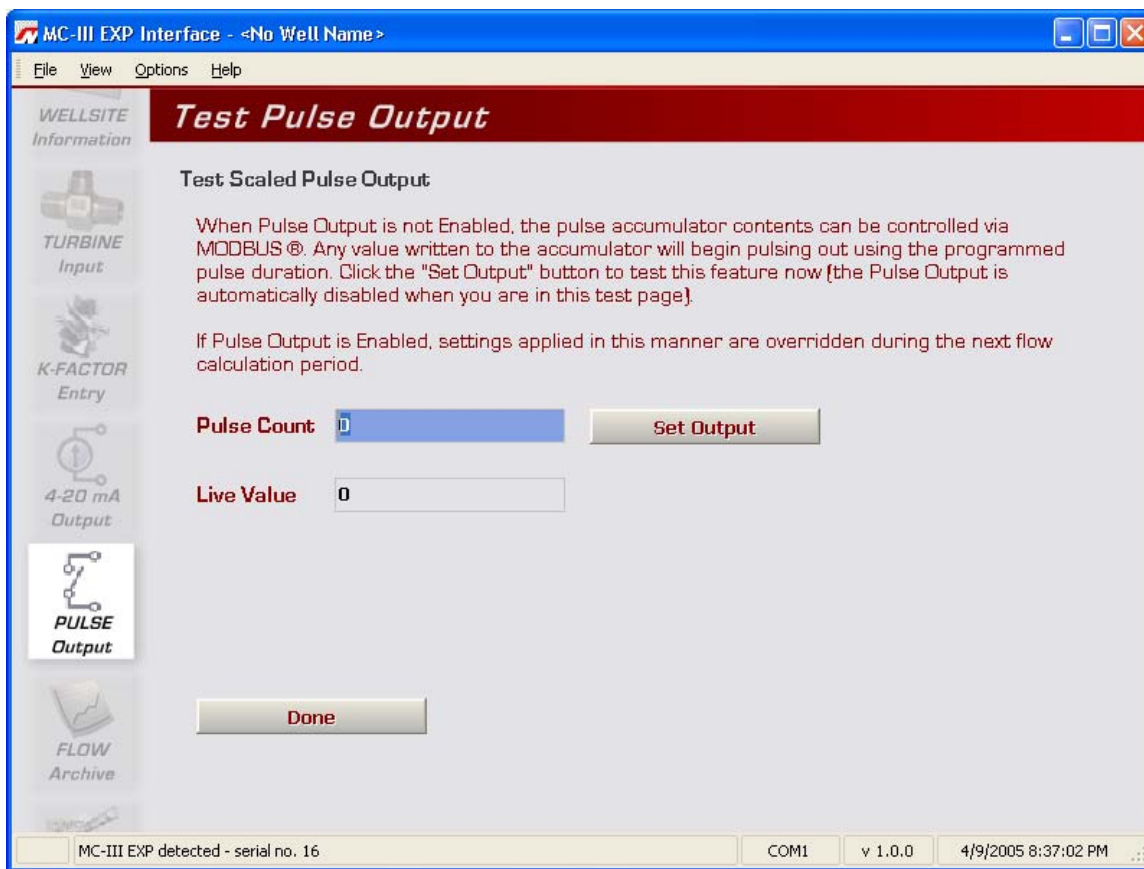 MC-III EXP Interface - <No Well Name>
File View Options Help
WELLSITE
Information
TURBINE
Input
K-FACTOR
Entry
4-20 mA
Output
PULSE
Output
FLOW
Archive
Test Pulse Output
Test Scaled Pulse Output
When Pulse Output is not Enabled, the pulse accumulator contents can be controlled via
MODBUS ®. Any value written to the accumulator will begin pulsing out using the programmed
pulse duration. Click the "Set Output" button to test this feature now (the Pulse Output is
automatically disabled when you are in this test page).
If Pulse Output is Enabled, settings applied in this manner are overridden during the next flow
calculation period.
Pulse Count 0 Set Output
Live Value 0
Done
MC-III EXP detected - serial no. 16 COM1 v 1.0.0 4/9/2005 8:37:02 PM